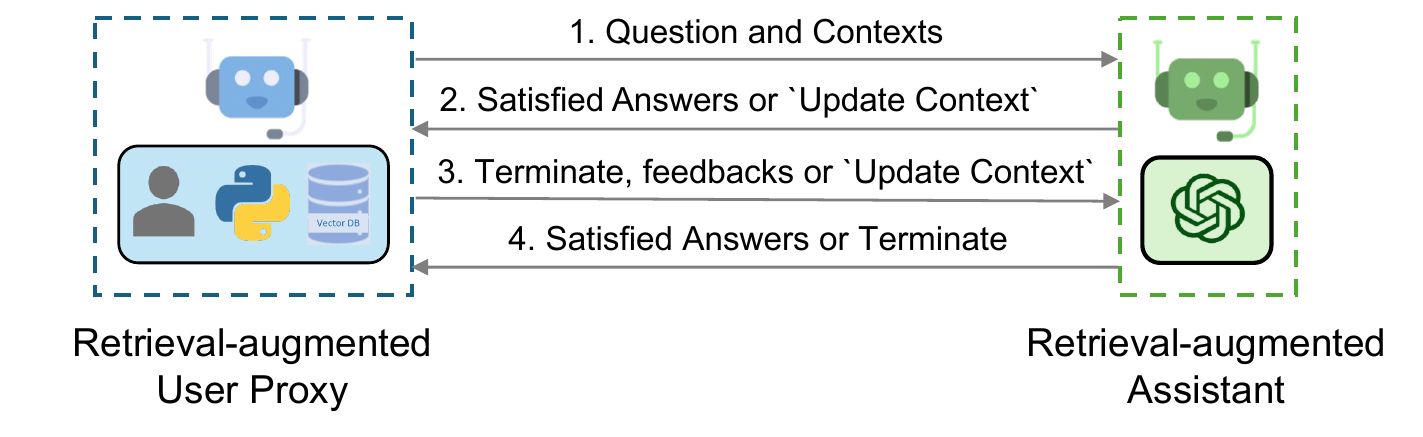 1. Question and Contexts
2. Satisfied Answers or `Update Context`
3. Terminate, feedbacks or `Update Context`
4. Satisfied Answers or Terminate
Vector DB
Retrieval-augmented
User Proxy
Retrieval-augmented
Assistant